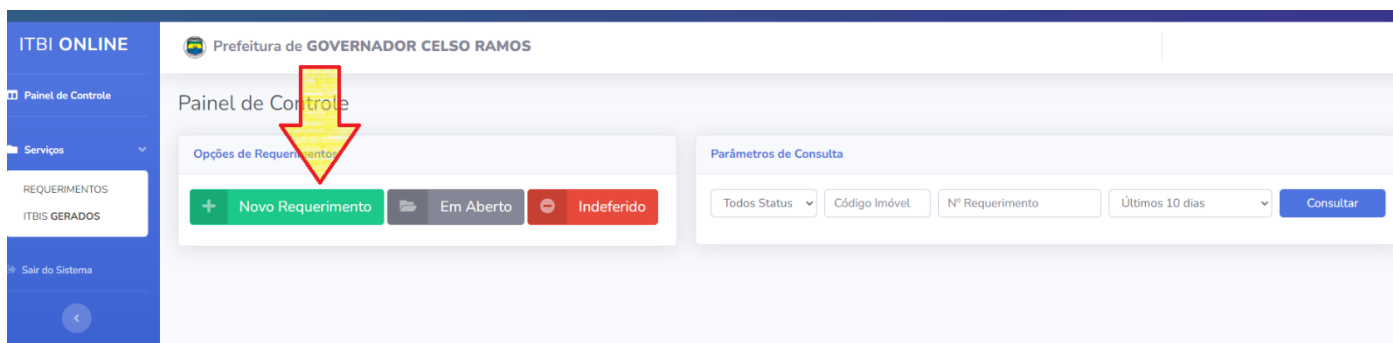 ITBI ONLINE
Prefeitura de GOVERNADOR CELSO RAMOS
Painel de Controle
Serviços
REQUERIMENTOS
ITBIS GERADOS
Sair do Sistema
Painel de Controle
Opções de Requerimentos
Novo Requerimento
Em Aberto
Indeferido
Parâmetros de Consulta
Todos Status
Código Imóvel
Nº Requerimento
Últimos 10 dias
Consultar